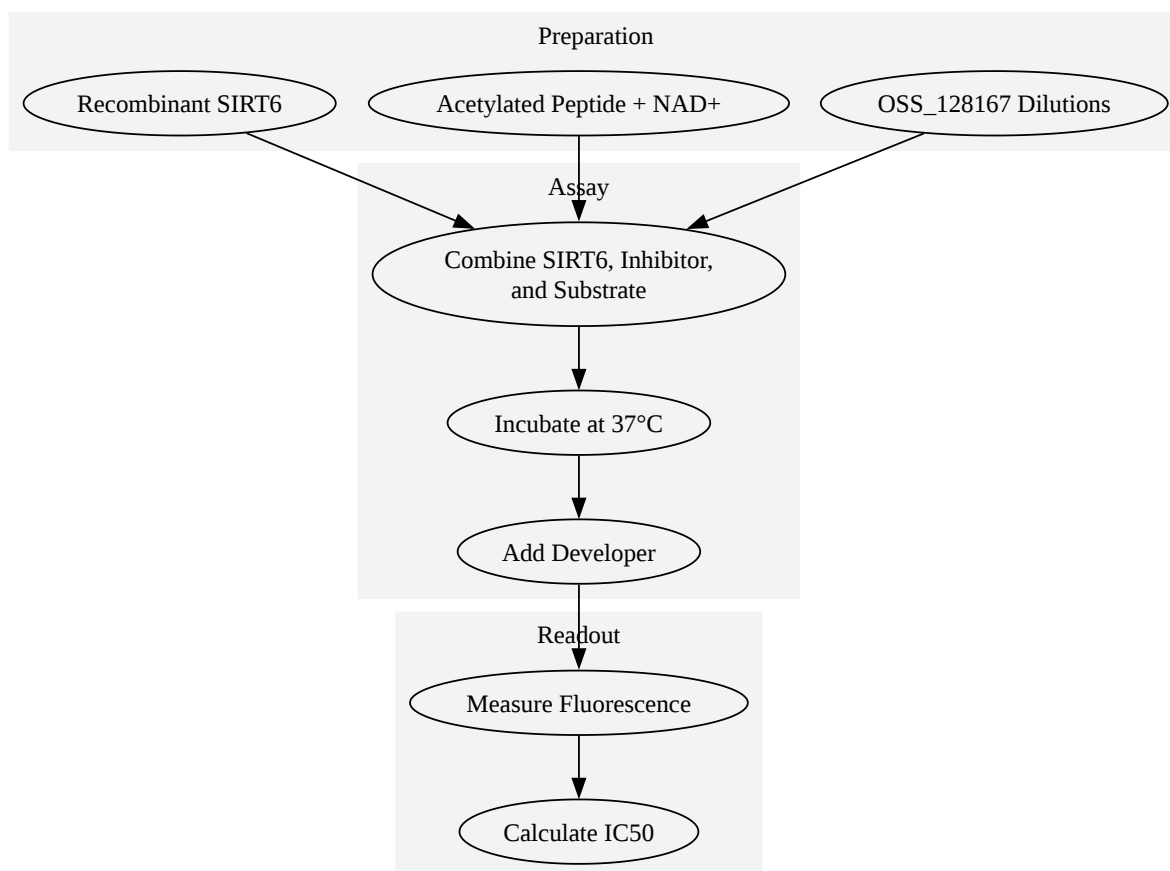 Preparation
Recombinant SIRT6
Acetylated Peptide + NAD+
OSS_128167 Dilutions
Assay
Combine SIRT6, Inhibitor,
and Substrate
Incubate at 37°C
Add Developer
Readout
Measure Fluorescence
Calculate IC50